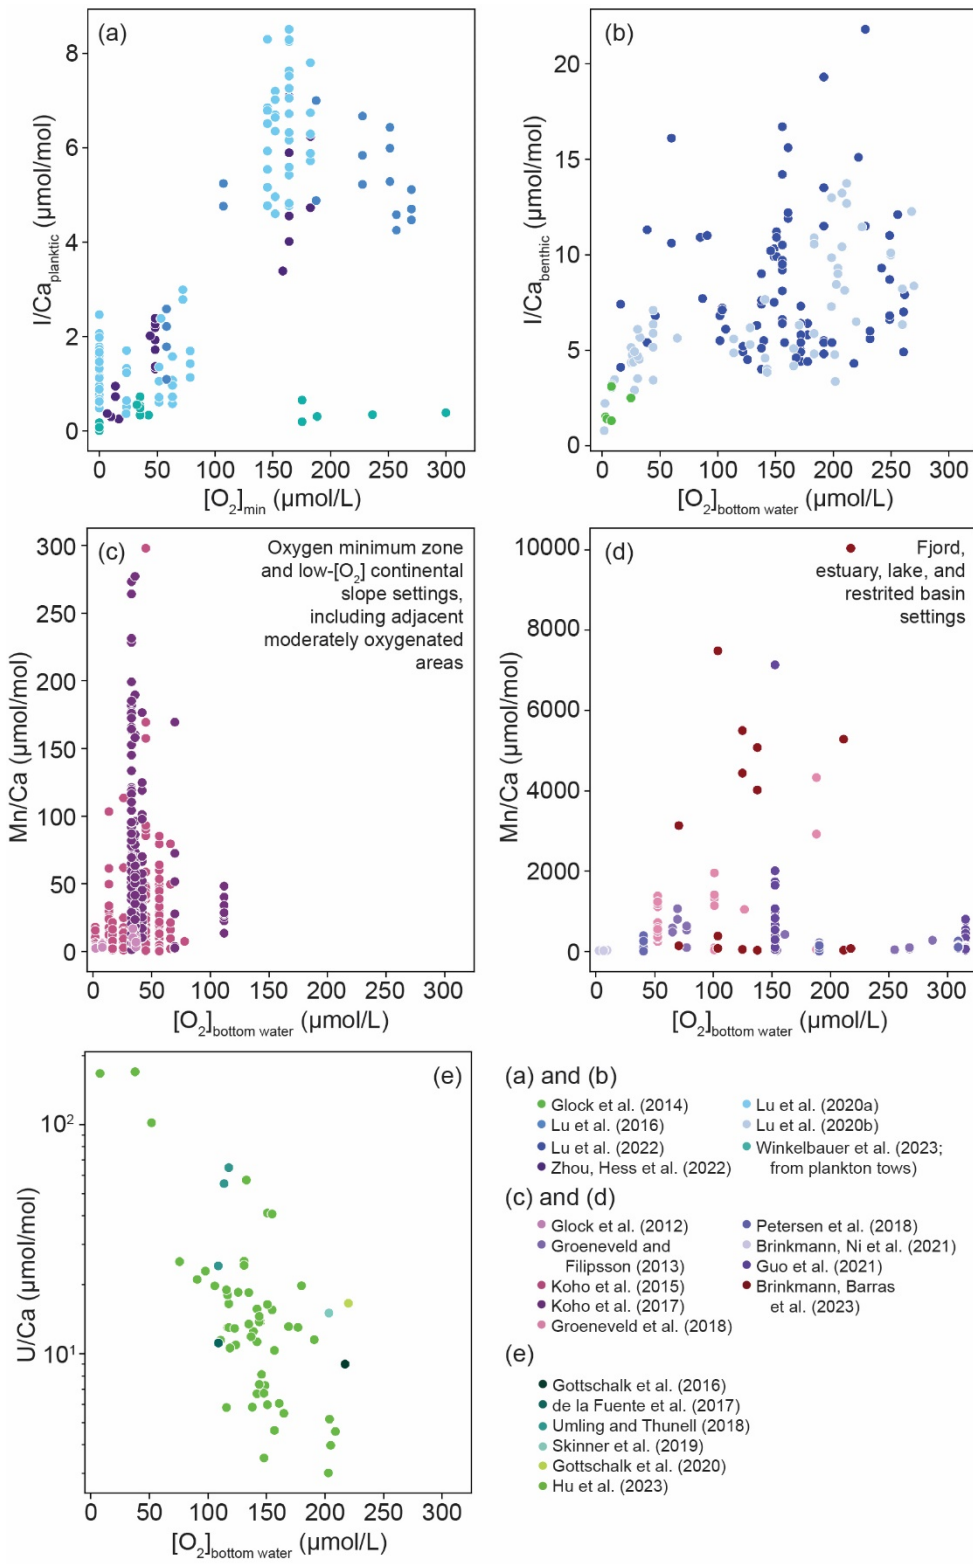 (a)
8
6
4
2
0
I/Caplanktic (µmol/mol)
0 50 100 150 200 250 300
[O2]min (µmol/L)
(b)
20
15
10
5
0
I/Cabenthic (µmol/mol)
0 50 100 150 200 250 300
[O2]bottom water (µmol/L)
(c)
Oxygen minimum zone
and low-[O2] continental
slope settings,
including adjacent
moderately oxygenated
areas
300
250
200
150
100
50
0
Mn/Ca (µmol/mol)
0 50 100 150 200 250 300
[O2]bottom water (µmol/L)
(d)
Fjord,
estuary, lake, and
restrited basin
settings
10000
8000
6000
4000
2000
0
Mn/Ca (µmol/mol)
0 50 100 150 200 250 300
[O2]bottom water (µmol/L)
(e)
10²
10¹
U/Ca (µmol/mol)
0 50 100 150 200 250 300
[O2]bottom water (µmol/L)
(a) and (b)
Glock et al. (2014)
Lu et al. (2016)
Lu et al. (2022)
Zhou, Hess et al. (2022)
Lu et al. (2020a)
Lu et al. (2020b)
Winkelbauer et al. (2023;
from plankton tows)
(c) and (d)
Glock et al. (2012)
Groeneveld and
Filipsson (2013)
Koho et al. (2015)
Koho et al. (2017)
Groeneveld et al. (2018)
Petersen et al. (2018)
Brinkmann, Ni et al. (2021)
Guo et al. (2021)
Brinkmann, Barras
et al. (2023)
(e)
Gottschalk et al. (2016)
de la Fuente et al. (2017)
Umling and Thunell (2018)
Skinner et al. (2019)
Gottschalk et al. (2020)
Hu et al. (2023)